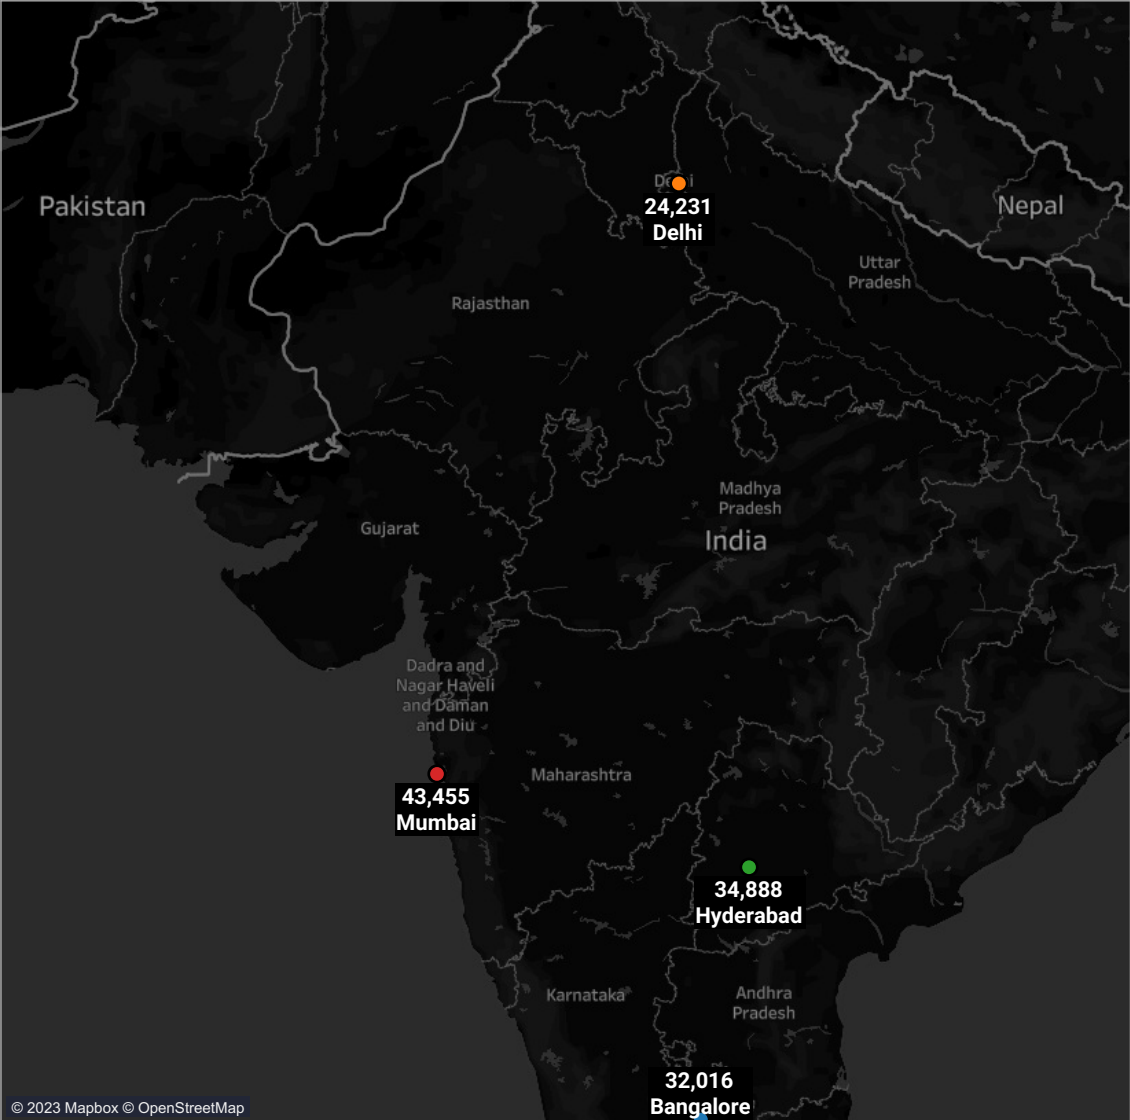 Pakistan
Delhi
24,231
Delhi
Nepal
Uttar
Pradesh
Rajasthan
Madhya
Pradesh
Gujarat
India
Dadra and
Nagar Haveli
and Daman
and Diu
Maharashtra
43,455
Mumbai
34,888
Hyderabad
Karnataka
Andhra
Pradesh
32,016
Bangalore
© 2023 Mapbox © OpenStreetMap